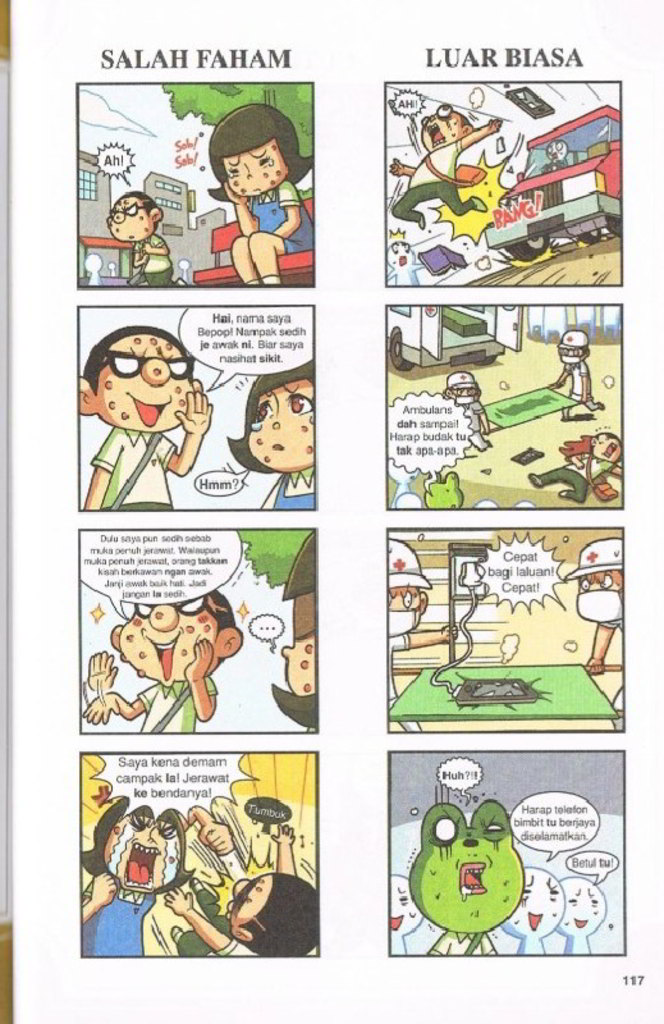 SALAH FAHAM
Ah!
Sob!
Sob!
Hai, nama saya
Bepop! Nampak sedih
je awak ni. Biar saya
nasihat sikit.
Hmm?
Dulu saya pun sedih sebab
muka penuh jerawat. Walaupun
muka penuh jerawat, orang takkan
kisah berkawan ngan awak.
Janji awak baik hati. Jadi
jangan la sedih.
...
Saya kena demam
campak la! Jerawat
ke bendanya!
Tumbuk
LUAR BIASA
AH!
BANG!
Ambulans
dah sampai!
Harap budak tu
tak apa-apa.
Cepat
bagi laluan!
Cepat!
Huh?!!
Harap telefon
bimbit tu berjaya
diselamatkan.
Betul tu!
117